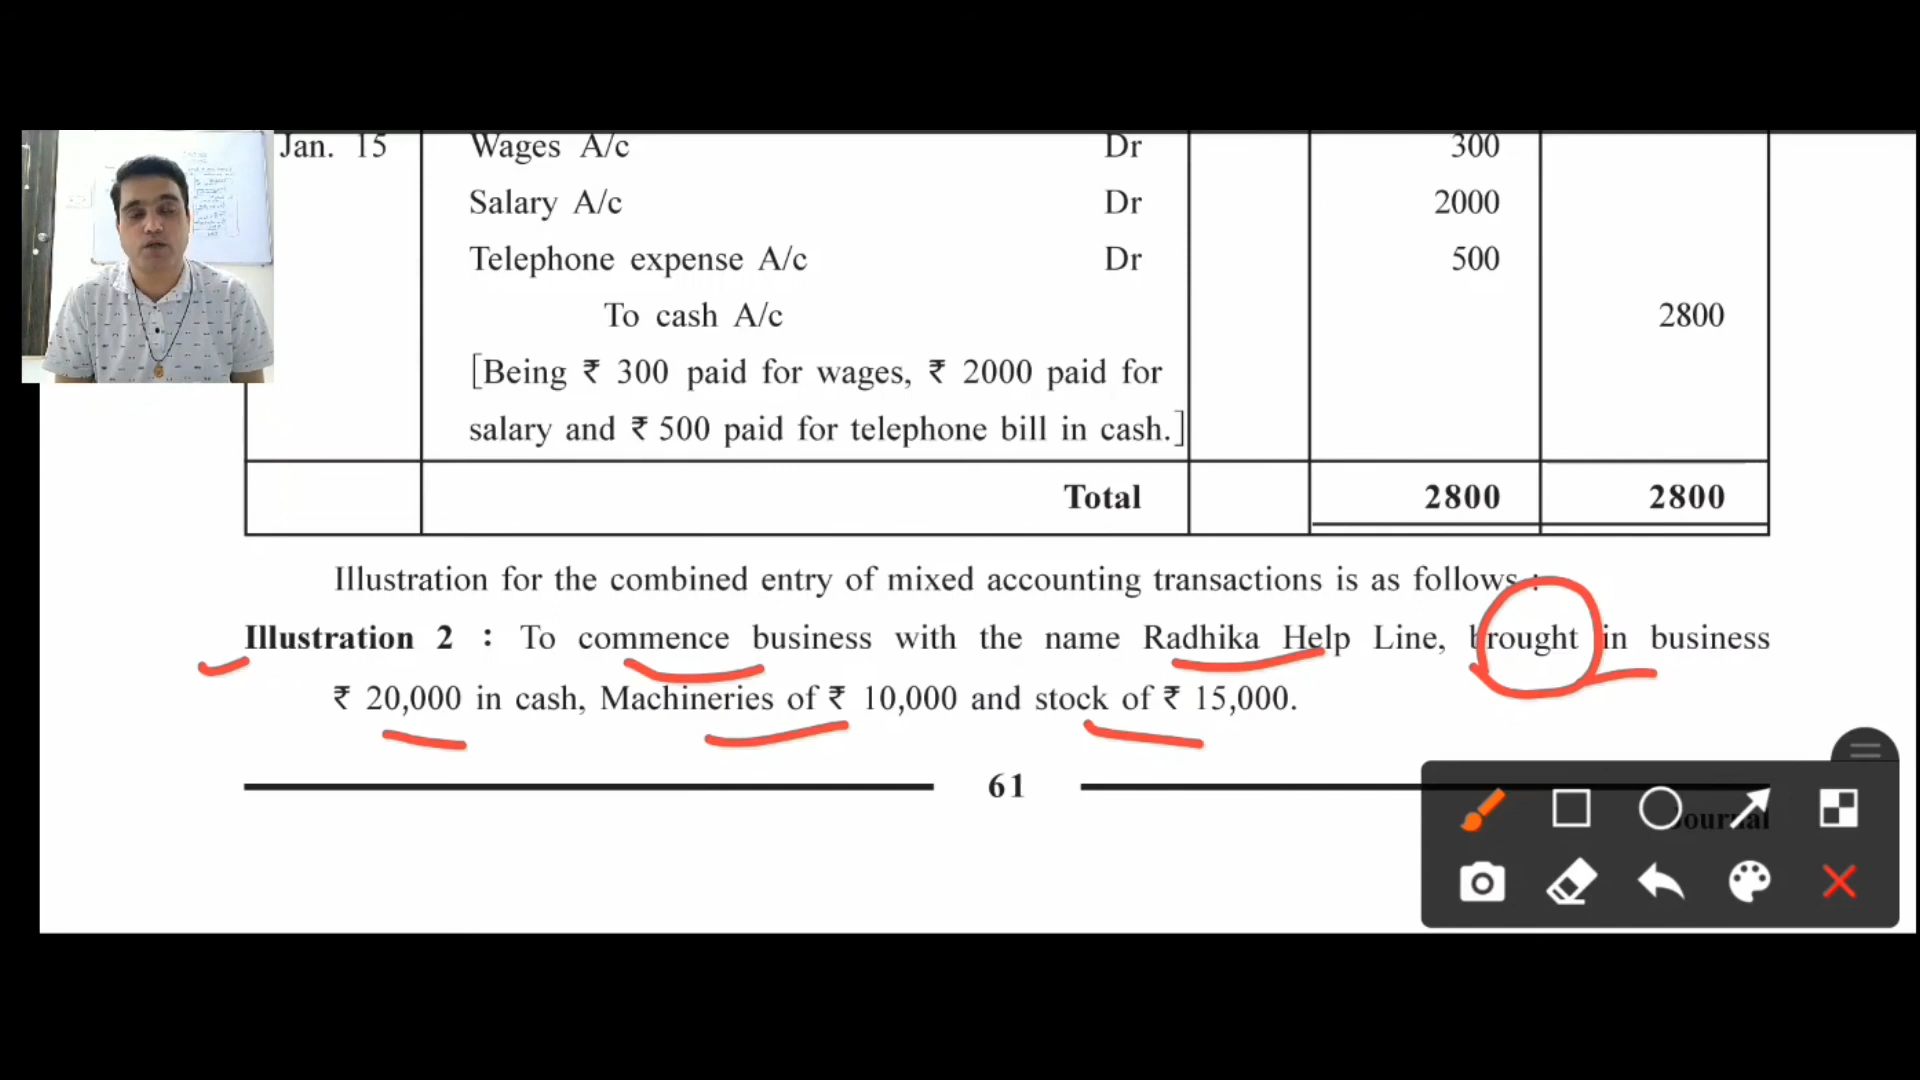 Jan. 15 Wages A/c Dr 300
Salary A/c Dr 2000
Telephone expense A/c Dr 500
To cash A/c 2800
[Being ₹ 300 paid for wages, ₹ 2000 paid for
salary and ₹ 500 paid for telephone bill in cash.]
Total 2800 2800
Illustration for the combined entry of mixed accounting transactions is as follows :
Illustration 2 : To commence business with the name Radhika Help Line, brought in business
₹ 20,000 in cash, Machineries of ₹ 10,000 and stock of ₹ 15,000.
61
Journal